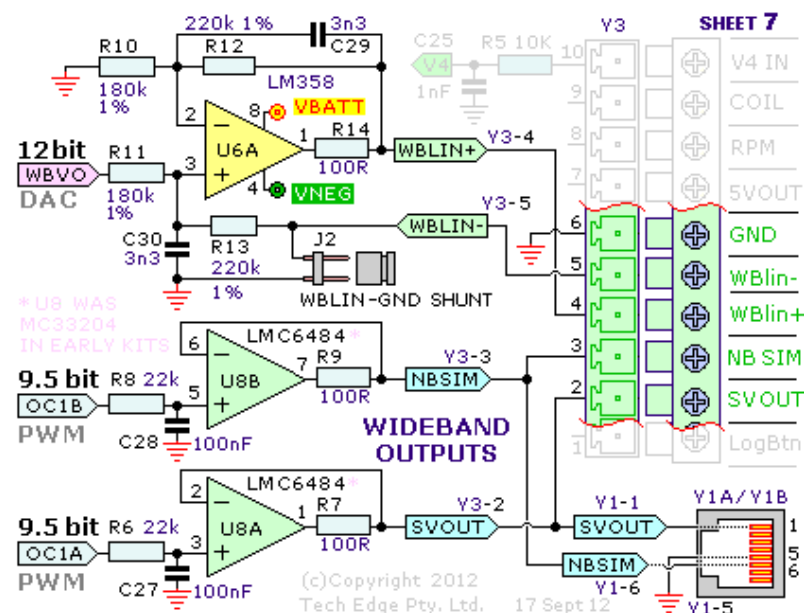 220k 1%
3n3
C29
R10
R12
180k
1%
LM358
8
VBATT
2
1
R14
U6A
100R
WBLIN+
Y3-4
12bit
WBVO
DAC
R11
180k
1%
3
4
VNEG
WBLIN-
Y3-5
C30
3n3
R13
220k
1%
J2
WBLIN-GND SHUNT
C25
V4
1nF
R5 10K
Y3
SHEET 7
10
V4 IN
9
COIL
8
RPM
7
5VOUT
6
GND
5
WBlin-
4
WBlin+
3
NB SIM
2
SVOUT
1
LogBtn
* U8 WAS
MC33204
IN EARLY KITS
LMC6484*
6
U8B
7
R9
100R
Y3-3
NBSIM
9.5 bit
OC1B
PWM
R8 22k
5
C28
100nF
WIDEBAND
OUTPUTS
LMC6484*
2
U8A
1
R7
100R
Y3-2
SVOUT
Y1-1
SVOUT
Y1A/Y1B
1
5
6
9.5 bit
OC1A
PWM
R6 22k
3
C27
100nF
NBSIM
Y1-6
Y1-5
(c)Copyright 2012
Tech Edge Pty. Ltd. 17 Sept 12